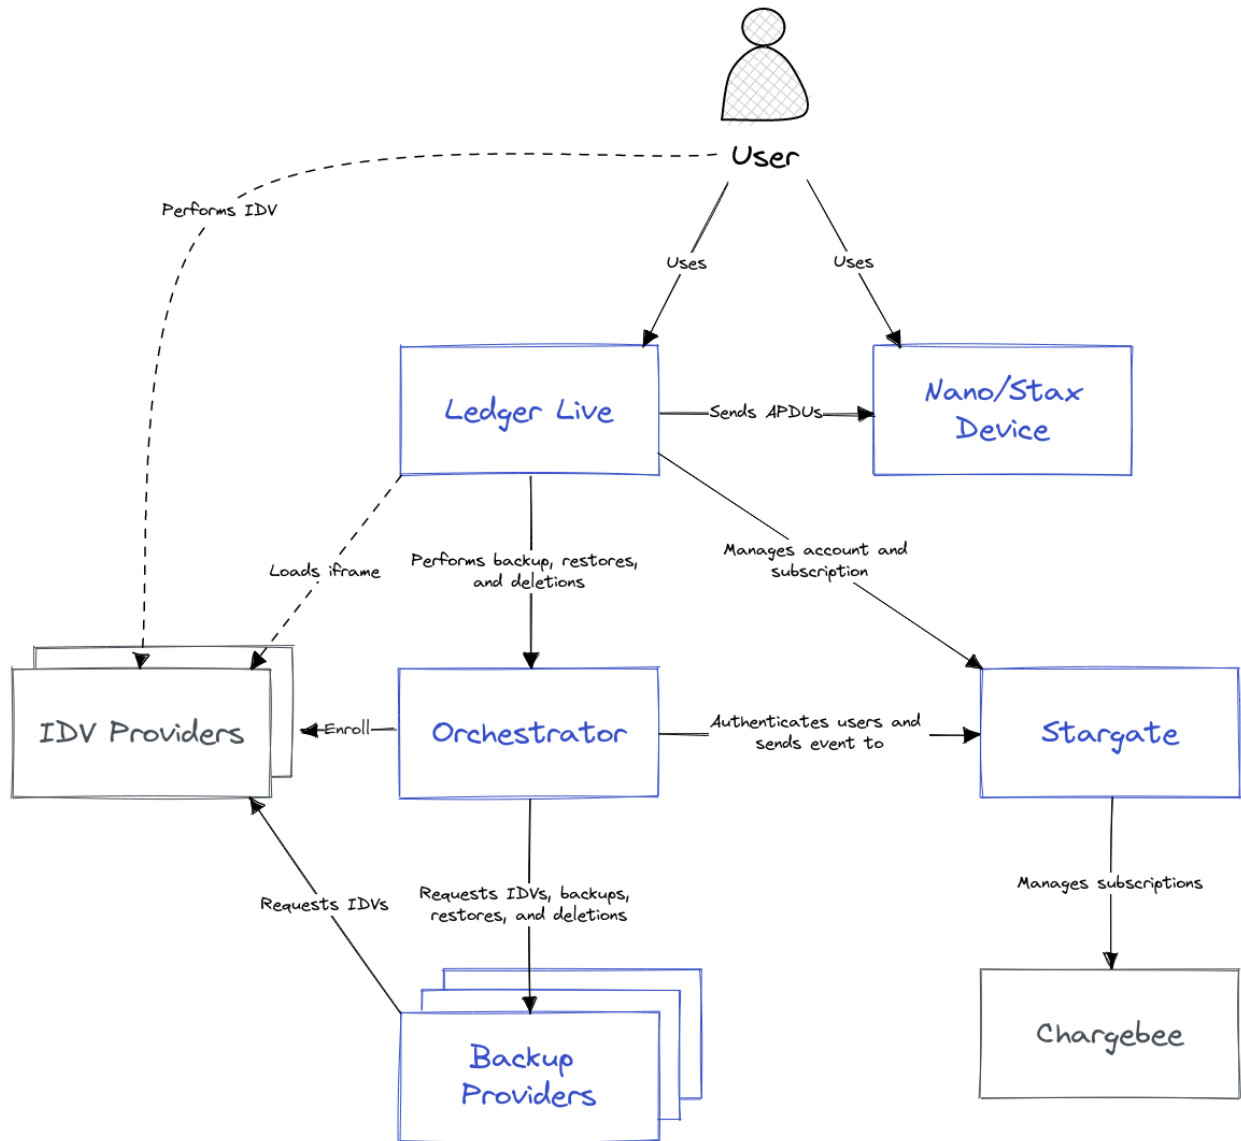 User
Performs IDV
Uses
Uses
Ledger Live
Sends APDUs
Nano/Stax
Device
Loads iframe
Performs backup, restores,
and deletions
Manages account and
subscription
IDV Providers
Enroll
Orchestrator
Authenticates users and
sends event to
Stargate
Requests IDVs
Requests IDVs, backups,
restores, and deletions
Manages subscriptions
Backup
Providers
Chargebee